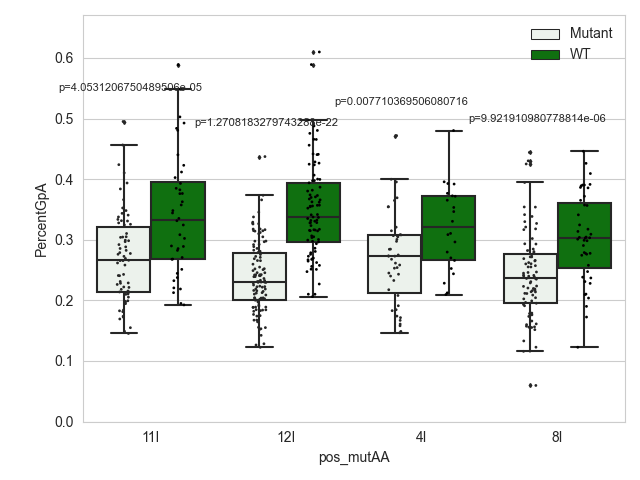 Mutant
WT
0.6
p=4.0531206750489506e-05
p=0.007710369506080716
0.5
p=1.2708183279743288e-22
p=9.921910980778814e-06
0.4
PercentGpA
0.3
0.2
0.1
0.0
11I
12I
4I
8I
pos_mutAA